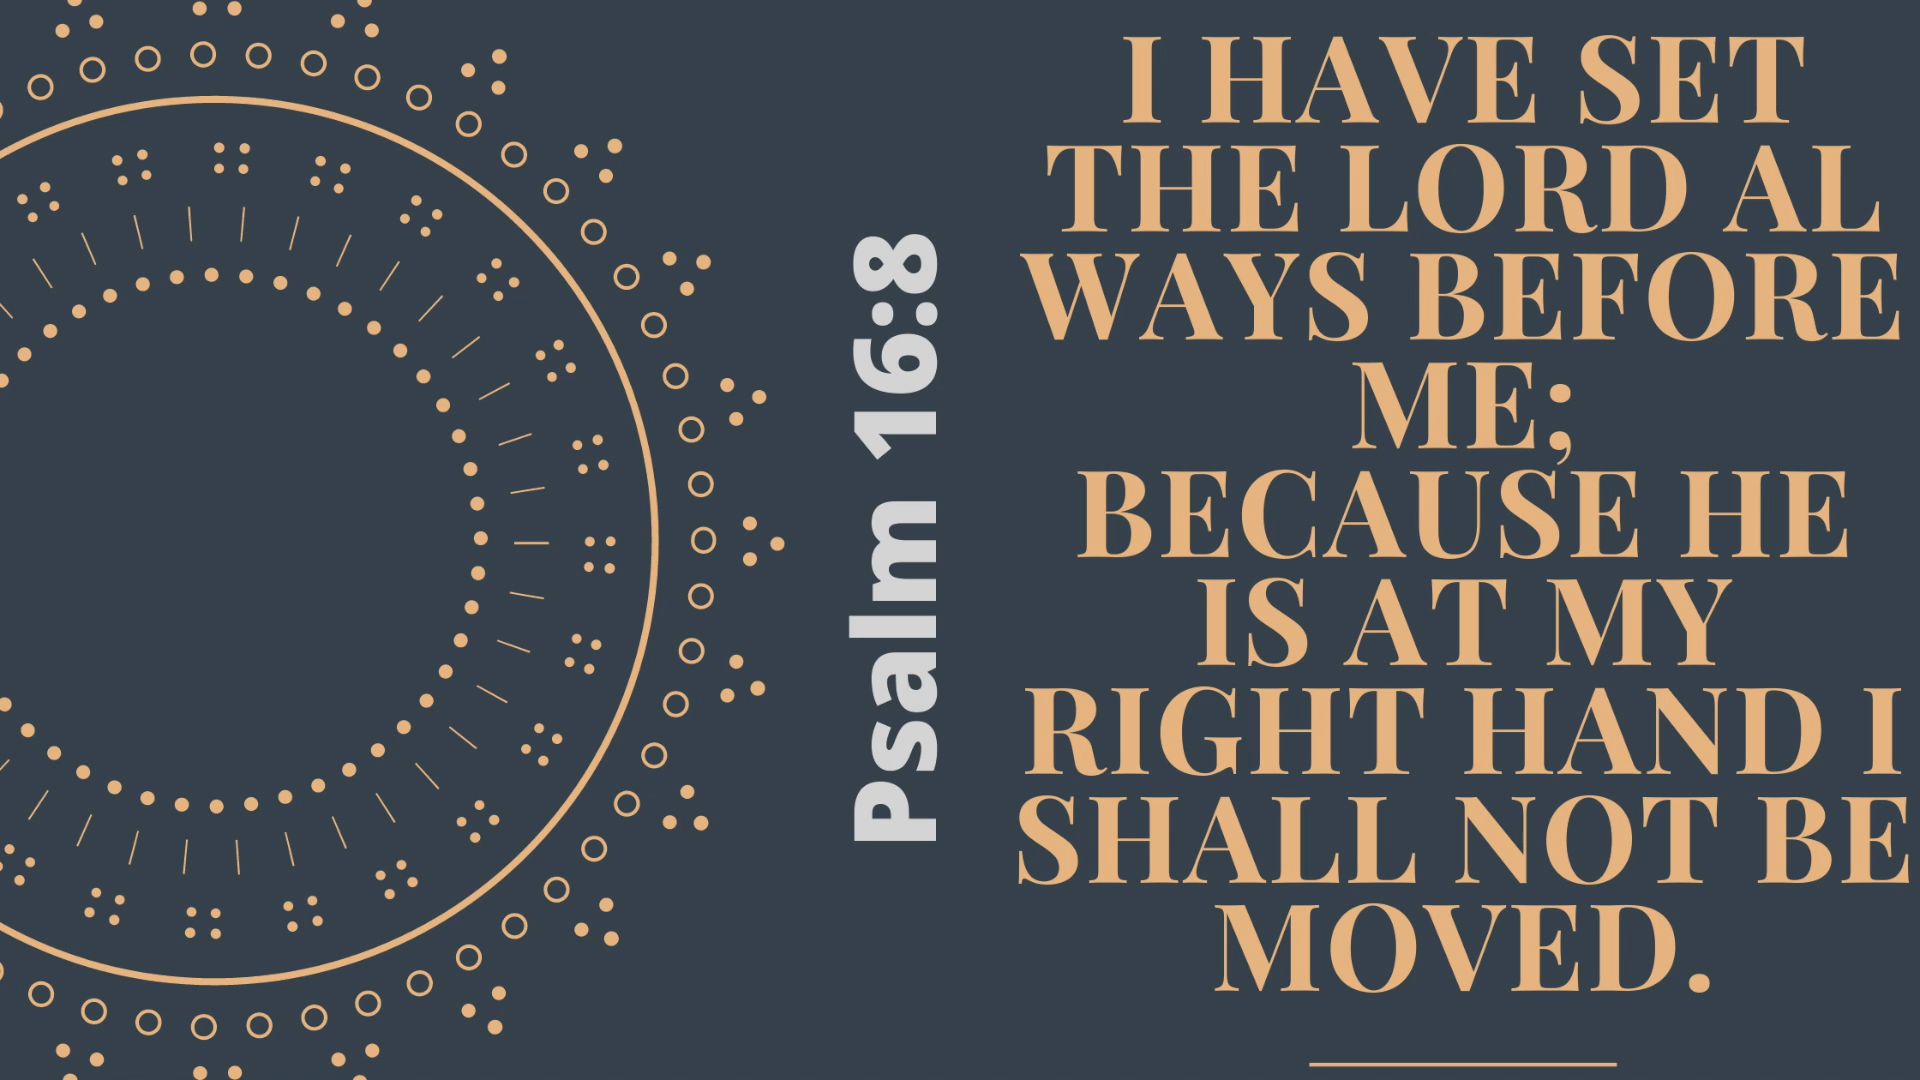 Psalm 16:8
I HAVE SET
THE LORD AL
WAYS BEFORE
ME;
BECAUSE HE
IS AT MY
RIGHT HAND I
SHALL NOT BE
MOVED.